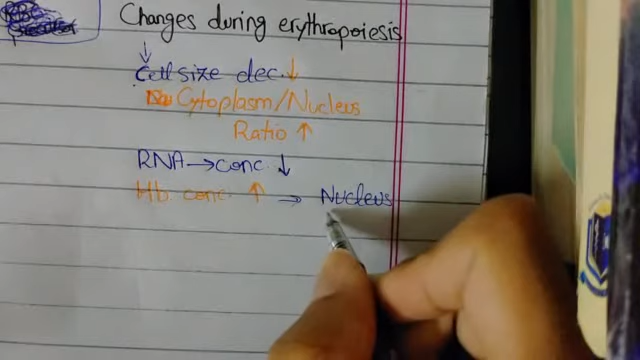 Changes during erythropoiesis
↓
Cell size dec. ↓
Cytoplasm/Nucleus
Ratio ↑
RNA → conc. ↓
Hb. conc. ↑ → Nucleus